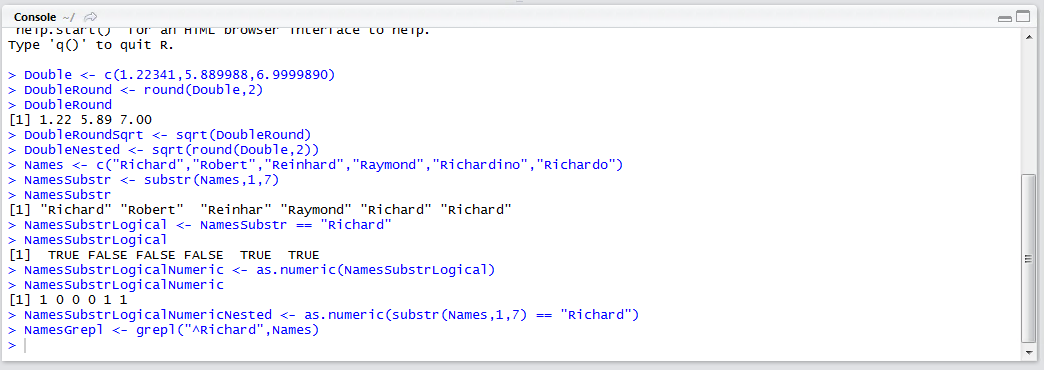 Console ~/
'help.start()' for an HTML browser interface to help.
Type 'q()' to quit R.
> Double <- c(1.22341,5.889988,6.9999890)
> DoubleRound <- round(Double,2)
> DoubleRound
[1] 1.22 5.89 7.00
> DoubleRoundSqrt <- sqrt(DoubleRound)
> DoubleNested <- sqrt(round(Double,2))
> Names <- c("Richard","Robert","Reinhard","Raymond","Richardino","Richardo")
> NamesSubstr <- substr(Names,1,7)
> NamesSubstr
[1] "Richard" "Robert"  "Reinhar" "Raymond" "Richard" "Richard"
> NamesSubstrLogical <- NamesSubstr == "Richard"
> NamesSubstrLogical
[1]  TRUE FALSE FALSE FALSE  TRUE  TRUE
> NamesSubstrLogicalNumeric <- as.numeric(NamesSubstrLogical)
> NamesSubstrLogicalNumeric
[1] 1 0 0 0 1 1
> NamesSubstrLogicalNumericNested <- as.numeric(substr(Names,1,7) == "Richard")
> NamesGrepl <- grepl("^Richard",Names)
>